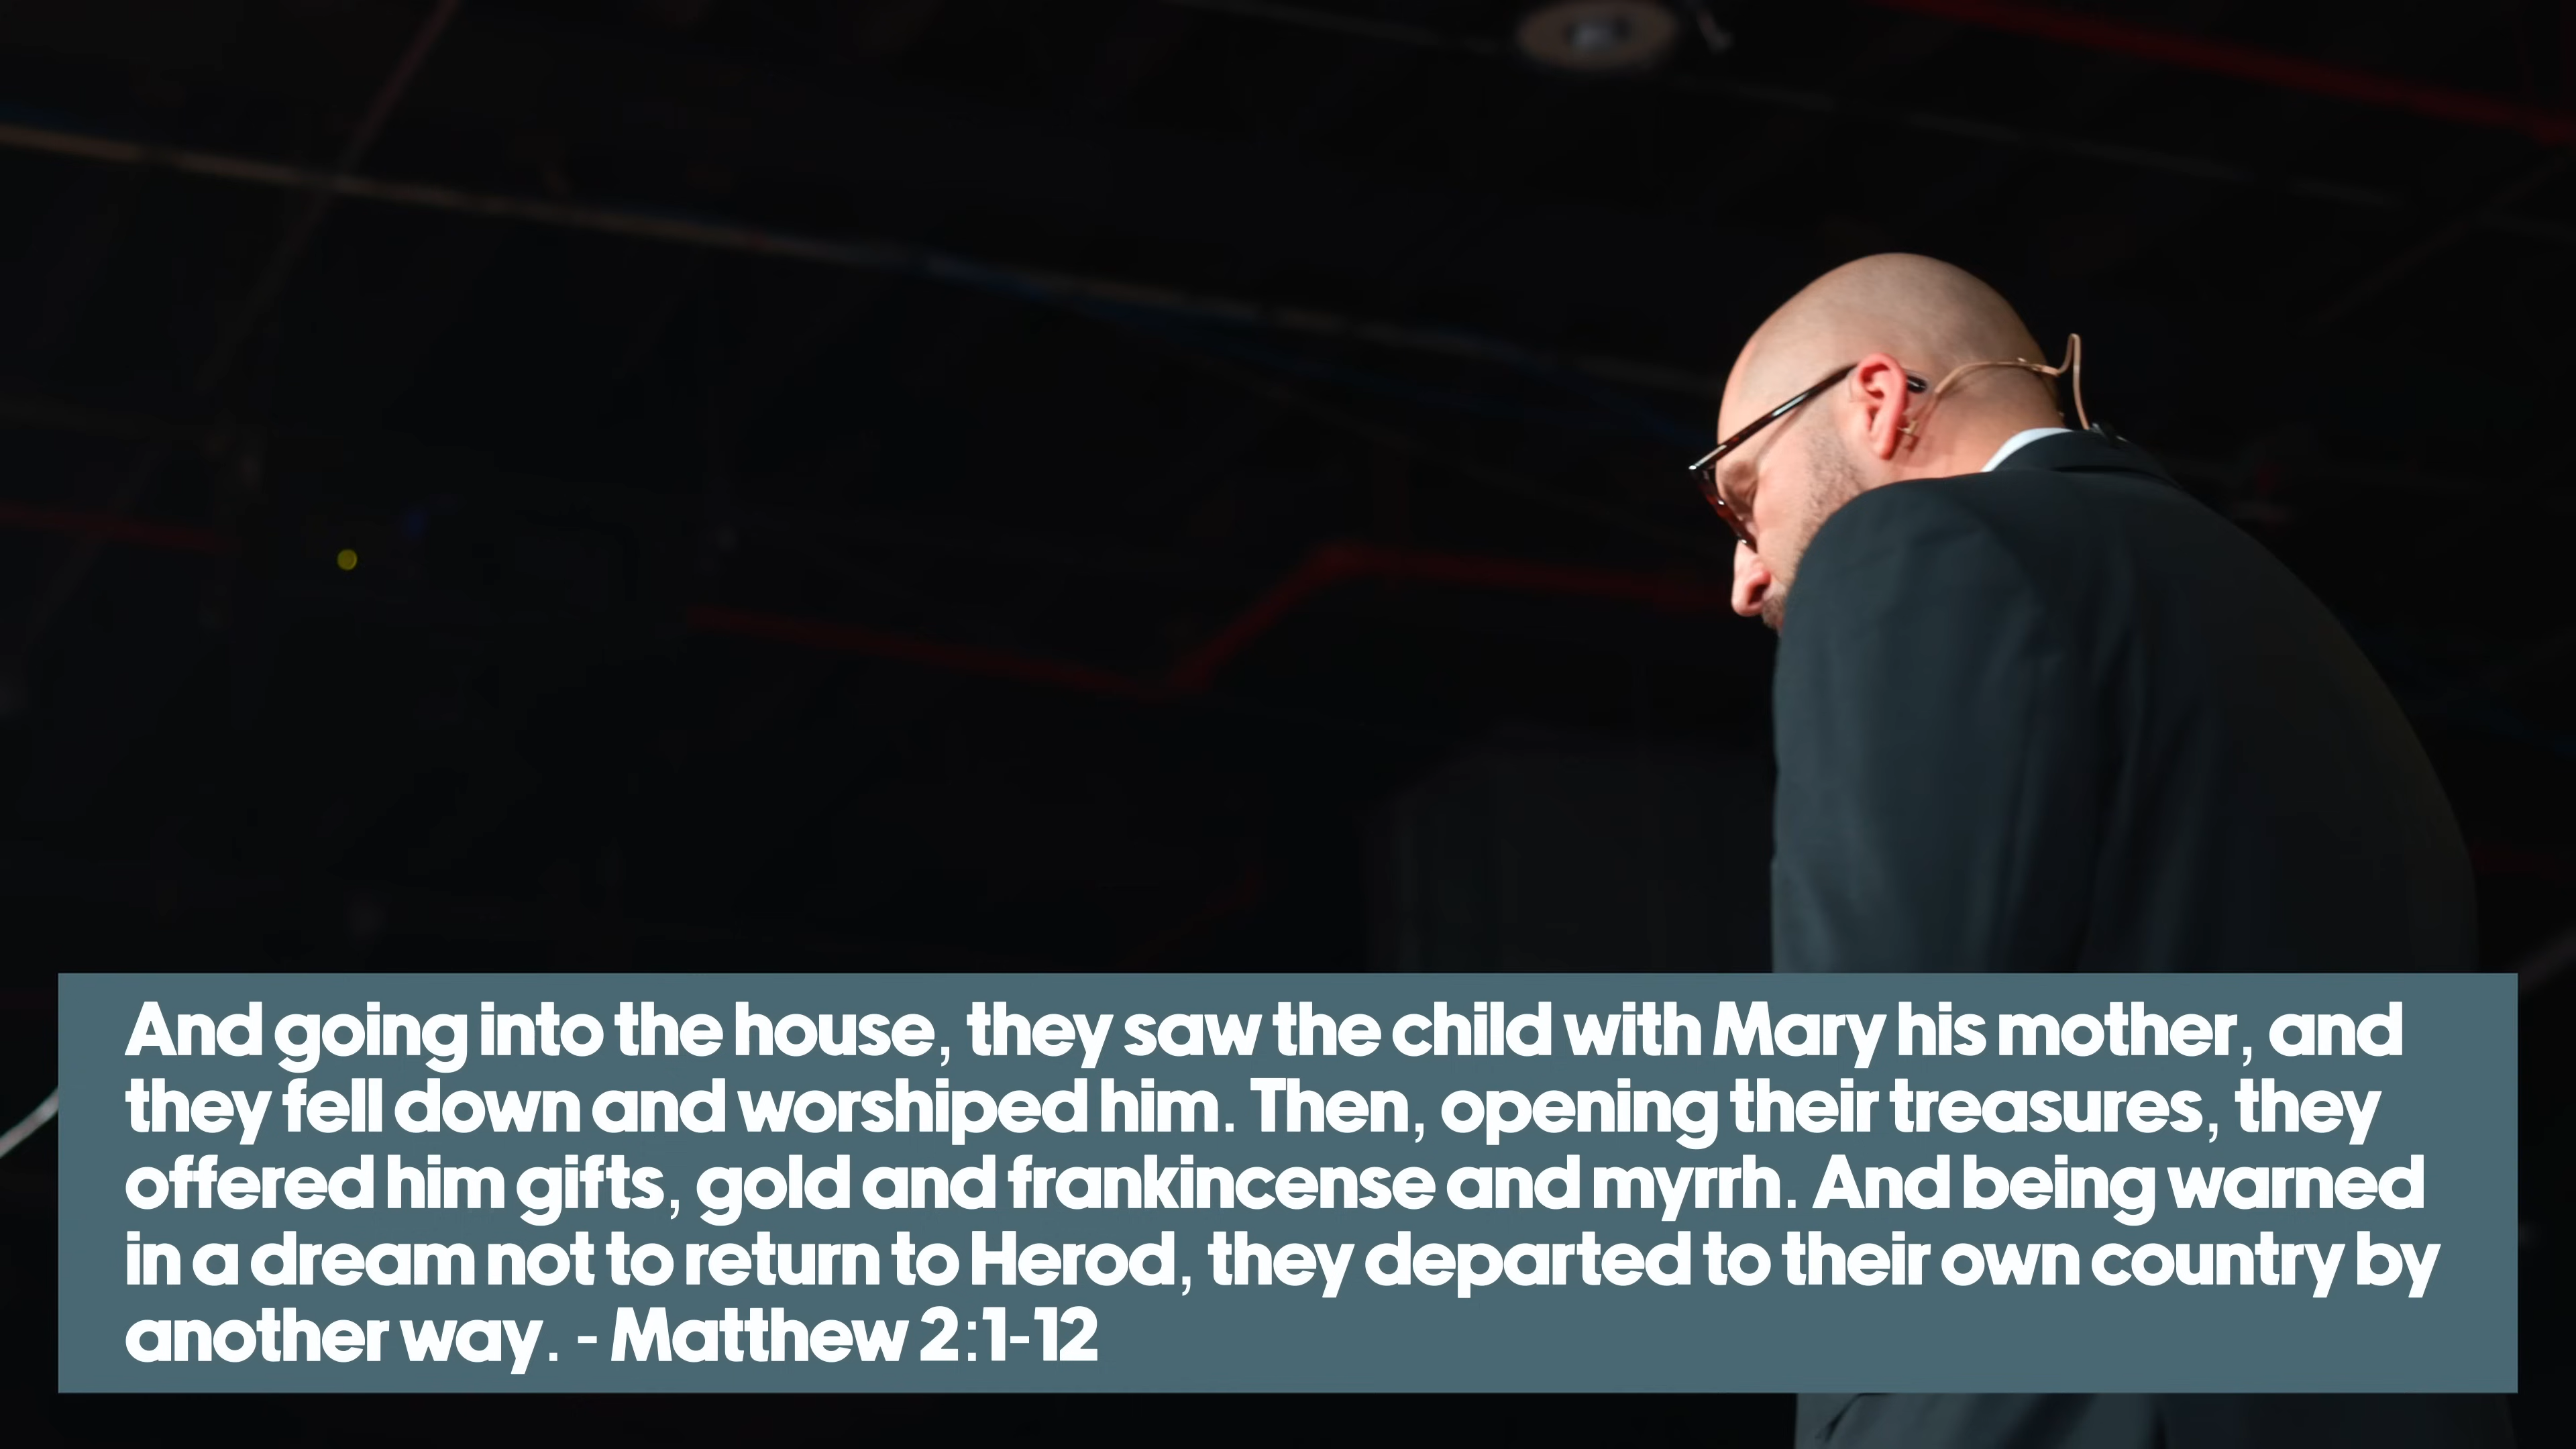 And going into the house, they saw the child with Mary his mother, and
they fell down and worshiped him. Then, opening their treasures, they
offered him gifts, gold and frankincense and myrrh. And being warned
in a dream not to return to Herod, they departed to their own country by
another way. - Matthew 2:1-12